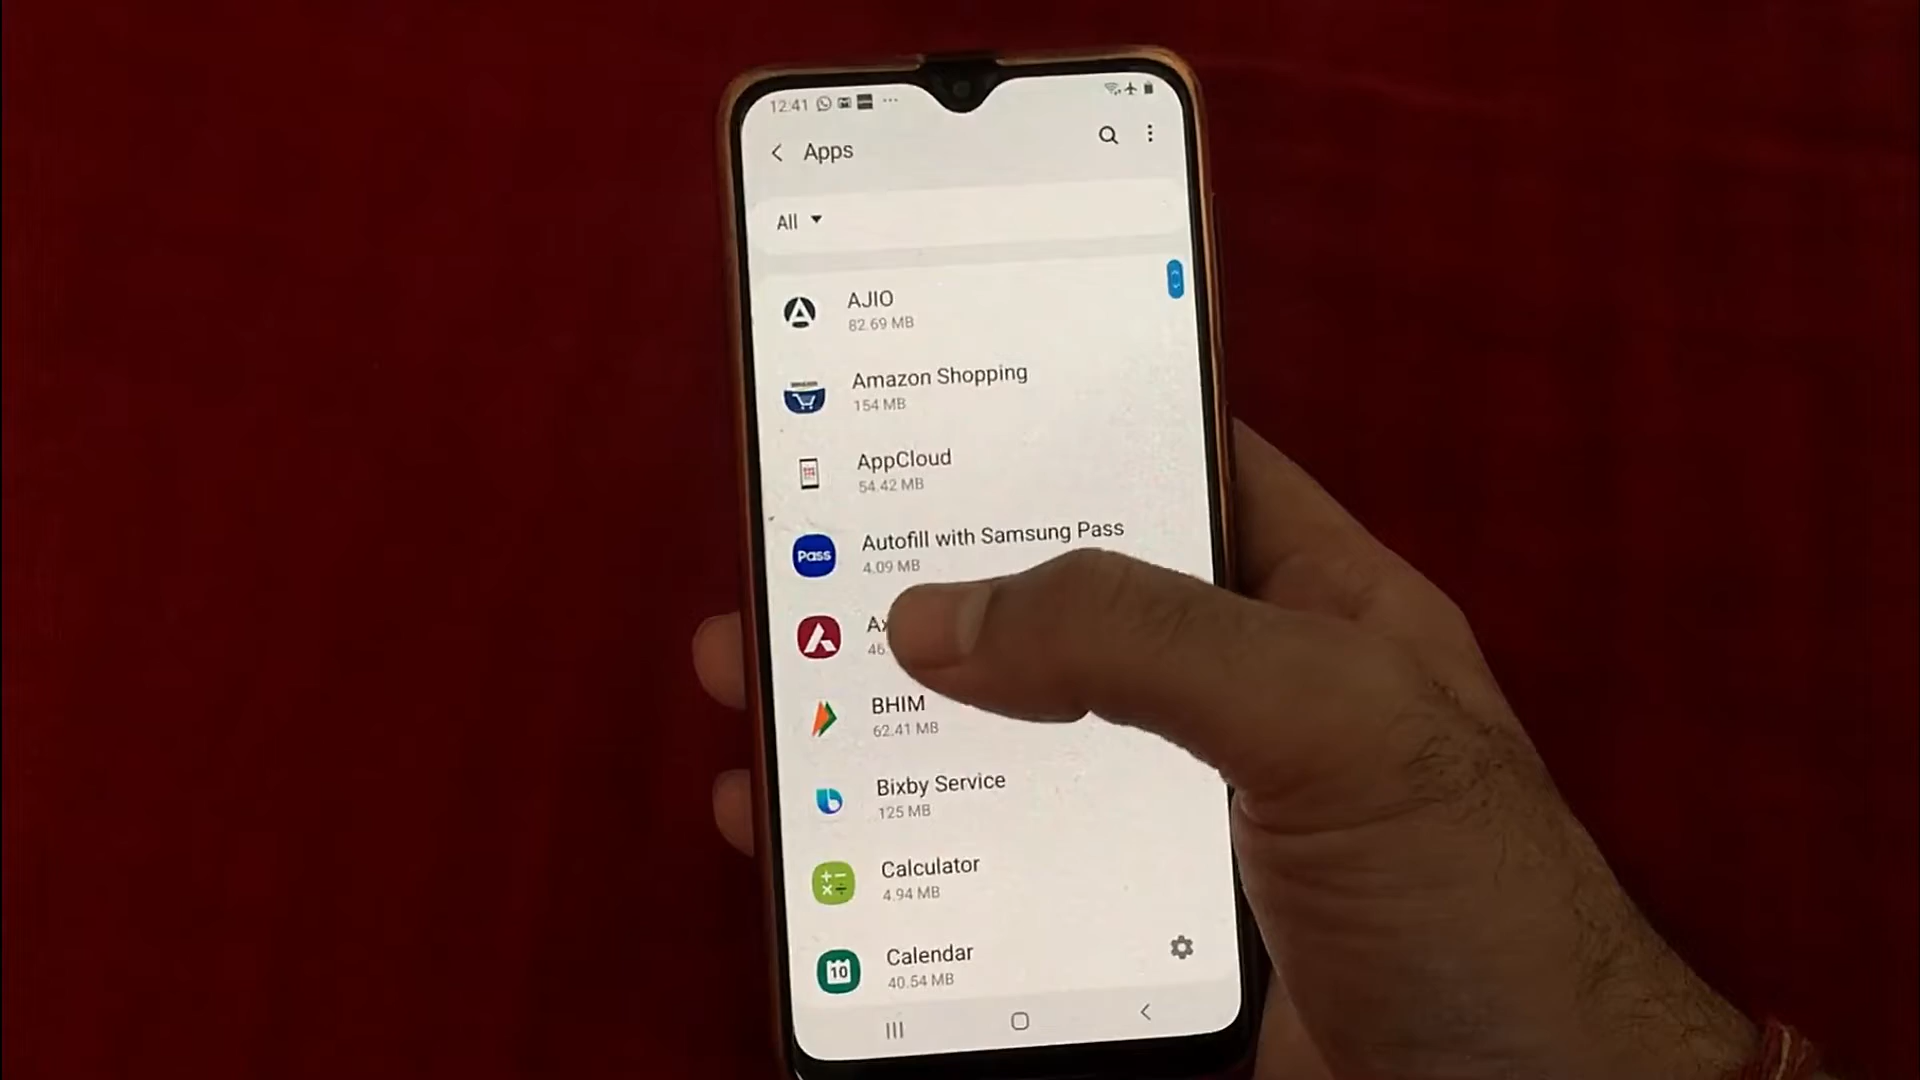 12:41
Apps
All
AJIO
82.69 MB
Amazon Shopping
154 MB
AppCloud
54.42 MB
Pass
Autofill with Samsung Pass
4.09 MB
BHIM
62.41 MB
Bixby Service
125 MB
Calculator
4.94 MB
10
Calendar
40.54 MB